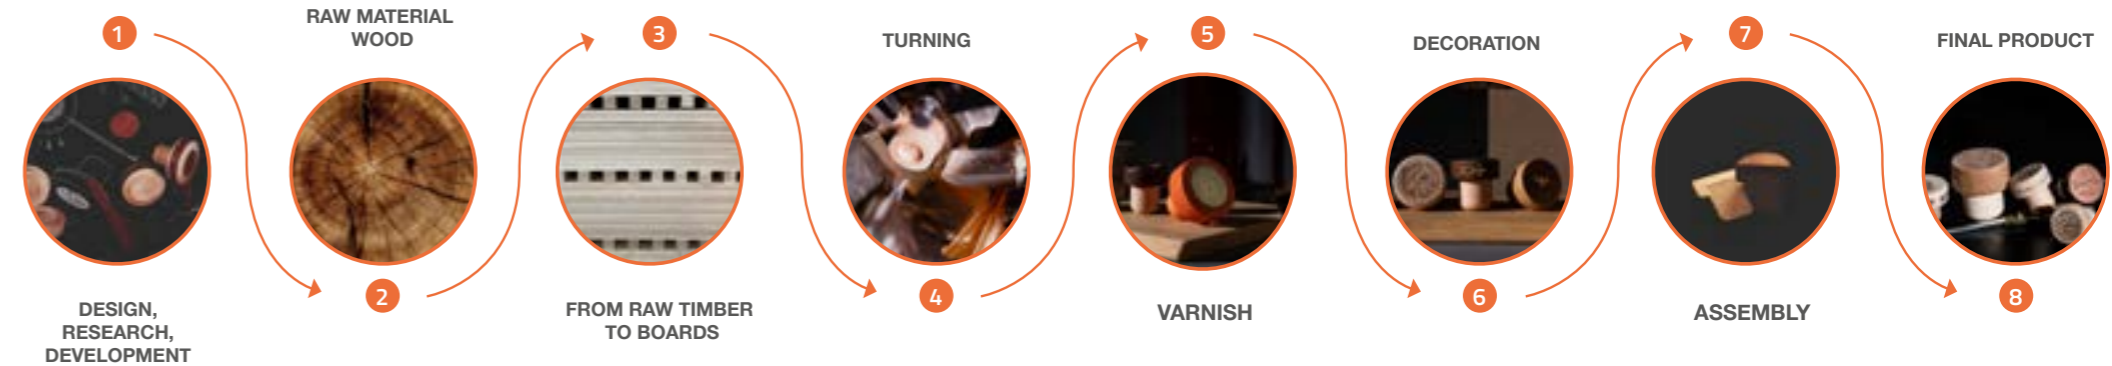 1
DESIGN,
RESEARCH,
DEVELOPMENT
RAW MATERIAL
WOOD
2
3
FROM RAW TIMBER
TO BOARDS
TURNING
4
5
VARNISH
DECORATION
6
7
ASSEMBLY
FINAL PRODUCT
8